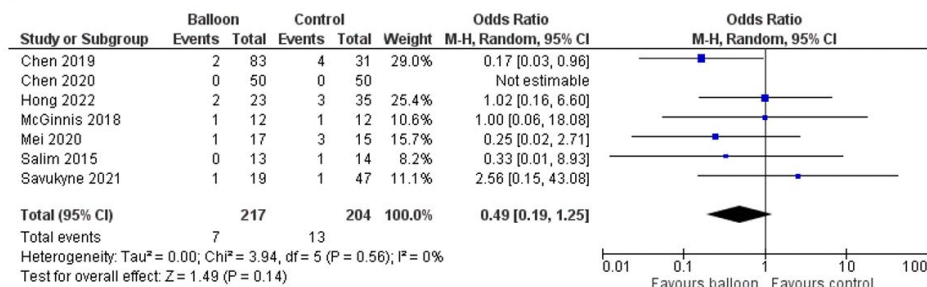 Balloon Control Odds Ratio Odds Ratio
Study or Subgroup Events Total Events Total Weight M-H, Random, 95% CI M-H, Random, 95% CI
Chen 2019 2 83 4 31 29.0% 0.17 [0.03, 0.96]
Chen 2020 0 50 0 50 Not estimable
Hong 2022 2 23 3 35 25.4% 1.02 [0.16, 6.60]
McGinnis 2018 1 12 1 12 10.6% 1.00 [0.06, 18.08]
Mei 2020 1 17 3 15 15.7% 0.25 [0.02, 2.71]
Salim 2015 0 13 1 14 8.2% 0.33 [0.01, 8.93]
Savukyne 2021 1 19 1 47 11.1% 2.56 [0.15, 43.08]
Total (95% CI) 217 204 100.0% 0.49 [0.19, 1.25]
Total events 7 13
Heterogeneity: Tau² = 0.00; Chi² = 3.94, df = 5 (P = 0.56); I² = 0%
Test for overall effect: Z = 1.49 (P = 0.14)
0.01 0.1 1 10 100
Favours balloon Favours control